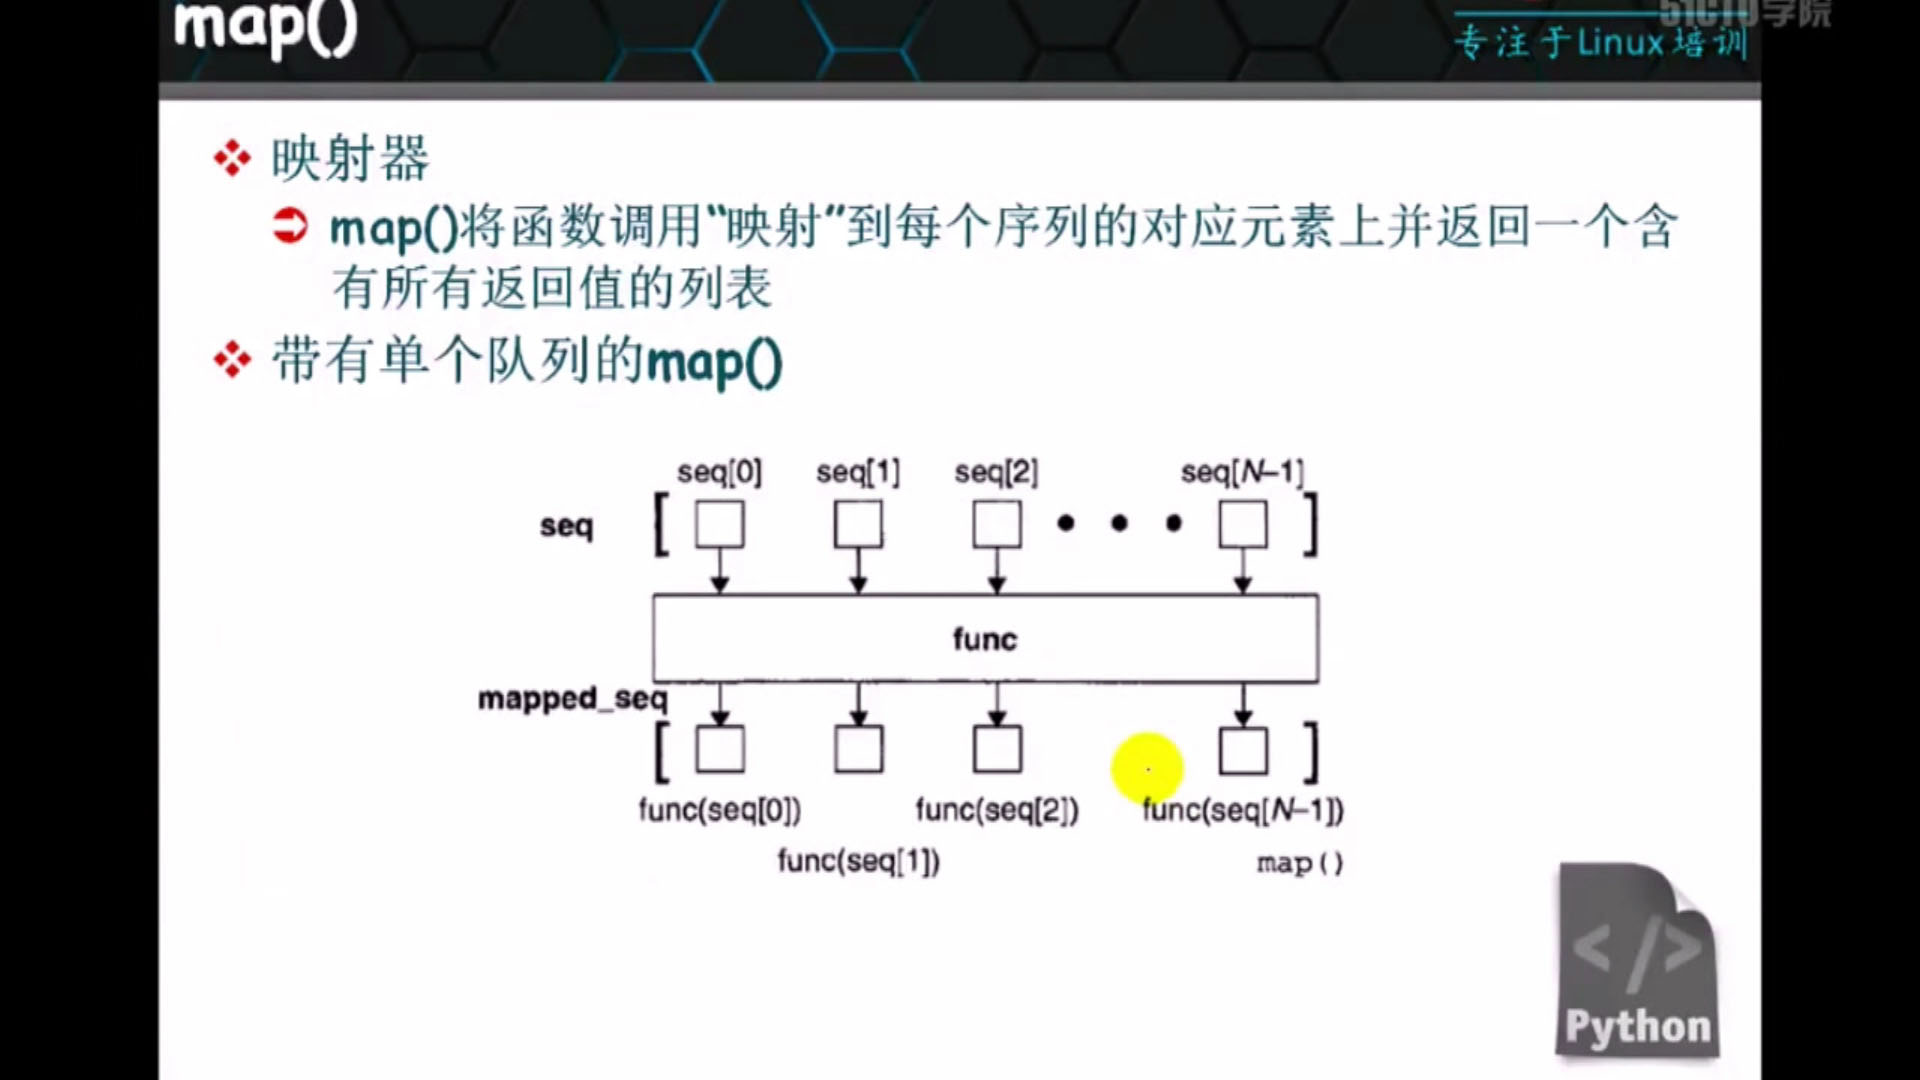 map()
51CTO学院
专注于Linux培训
映射器
map()将函数调用“映射”到每个序列的对应元素上并返回一个含
有所有返回值的列表
带有单个队列的map()
seq[0] seq[1] seq[2] seq[N–1]
seq [ • • • ]
func
mapped_seq
[ ]
func(seq[0]) func(seq[2]) func(seq[N–1])
func(seq[1]) map()
</>
Python